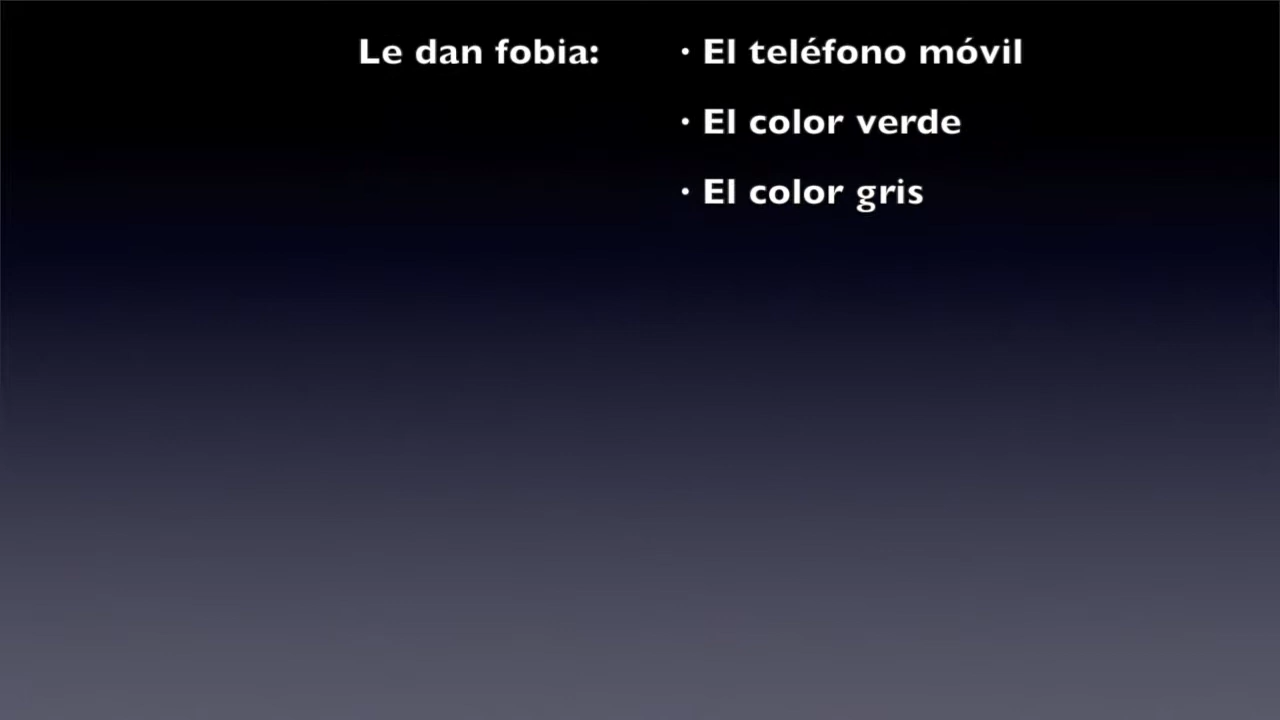 Le dan fobia: · El teléfono móvil
· El color verde
· El color gris